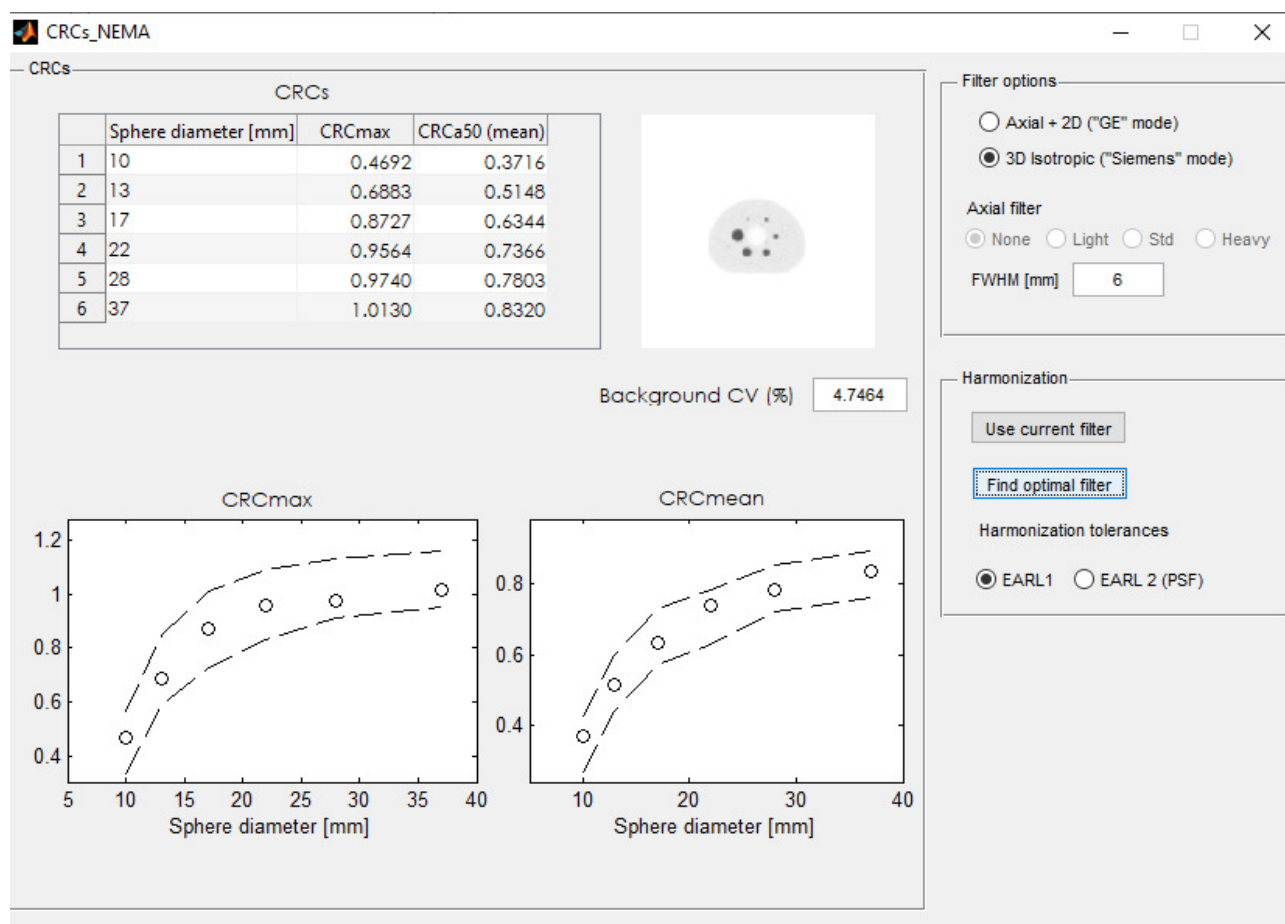 CRCs_NEMA
CRCs
CRCs
Sphere diameter [mm] CRCmax CRCa50 (mean)
1 10 0.4692 0.3716
2 13 0.6883 0.5148
3 17 0.8727 0.6344
4 22 0.9564 0.7366
5 28 0.9740 0.7803
6 37 1.0130 0.8320
Background CV (%) 4.7464
CRCmax
1.2
1
0.8
0.6
0.4
5 10 15 20 25 30 35 40
Sphere diameter [mm]
CRCmean
0.8
0.6
0.4
10 20 30 40
Sphere diameter [mm]
Filter options
Axial + 2D ("GE" mode)
3D Isotropic ("Siemens" mode)
Axial filter
None Light Std Heavy
FWHM [mm] 6
Harmonization
Use current filter
Find optimal filter
Harmonization tolerances
EARL1 EARL 2 (PSF)